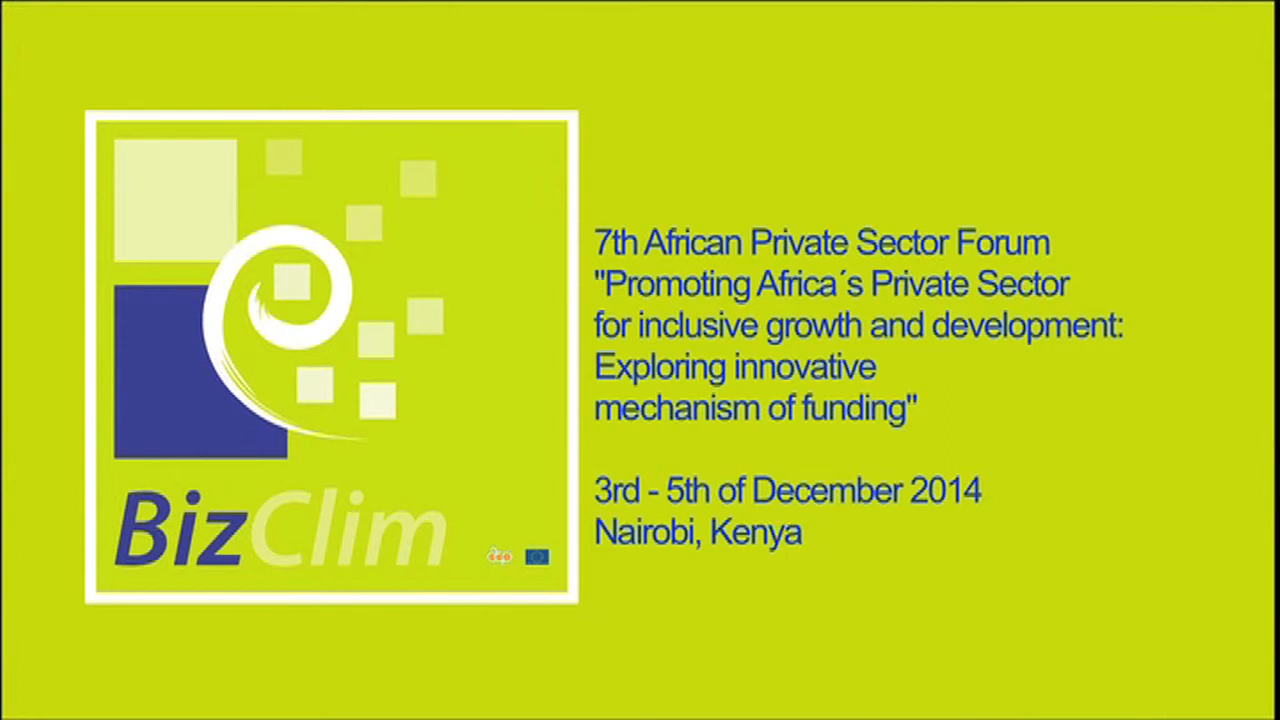 7th African Private Sector Forum
"Promoting Africa´s Private Sector
for inclusive growth and development:
Exploring innovative
mechanism of funding"
3rd - 5th of December 2014
Nairobi, Kenya
BizClim
acp